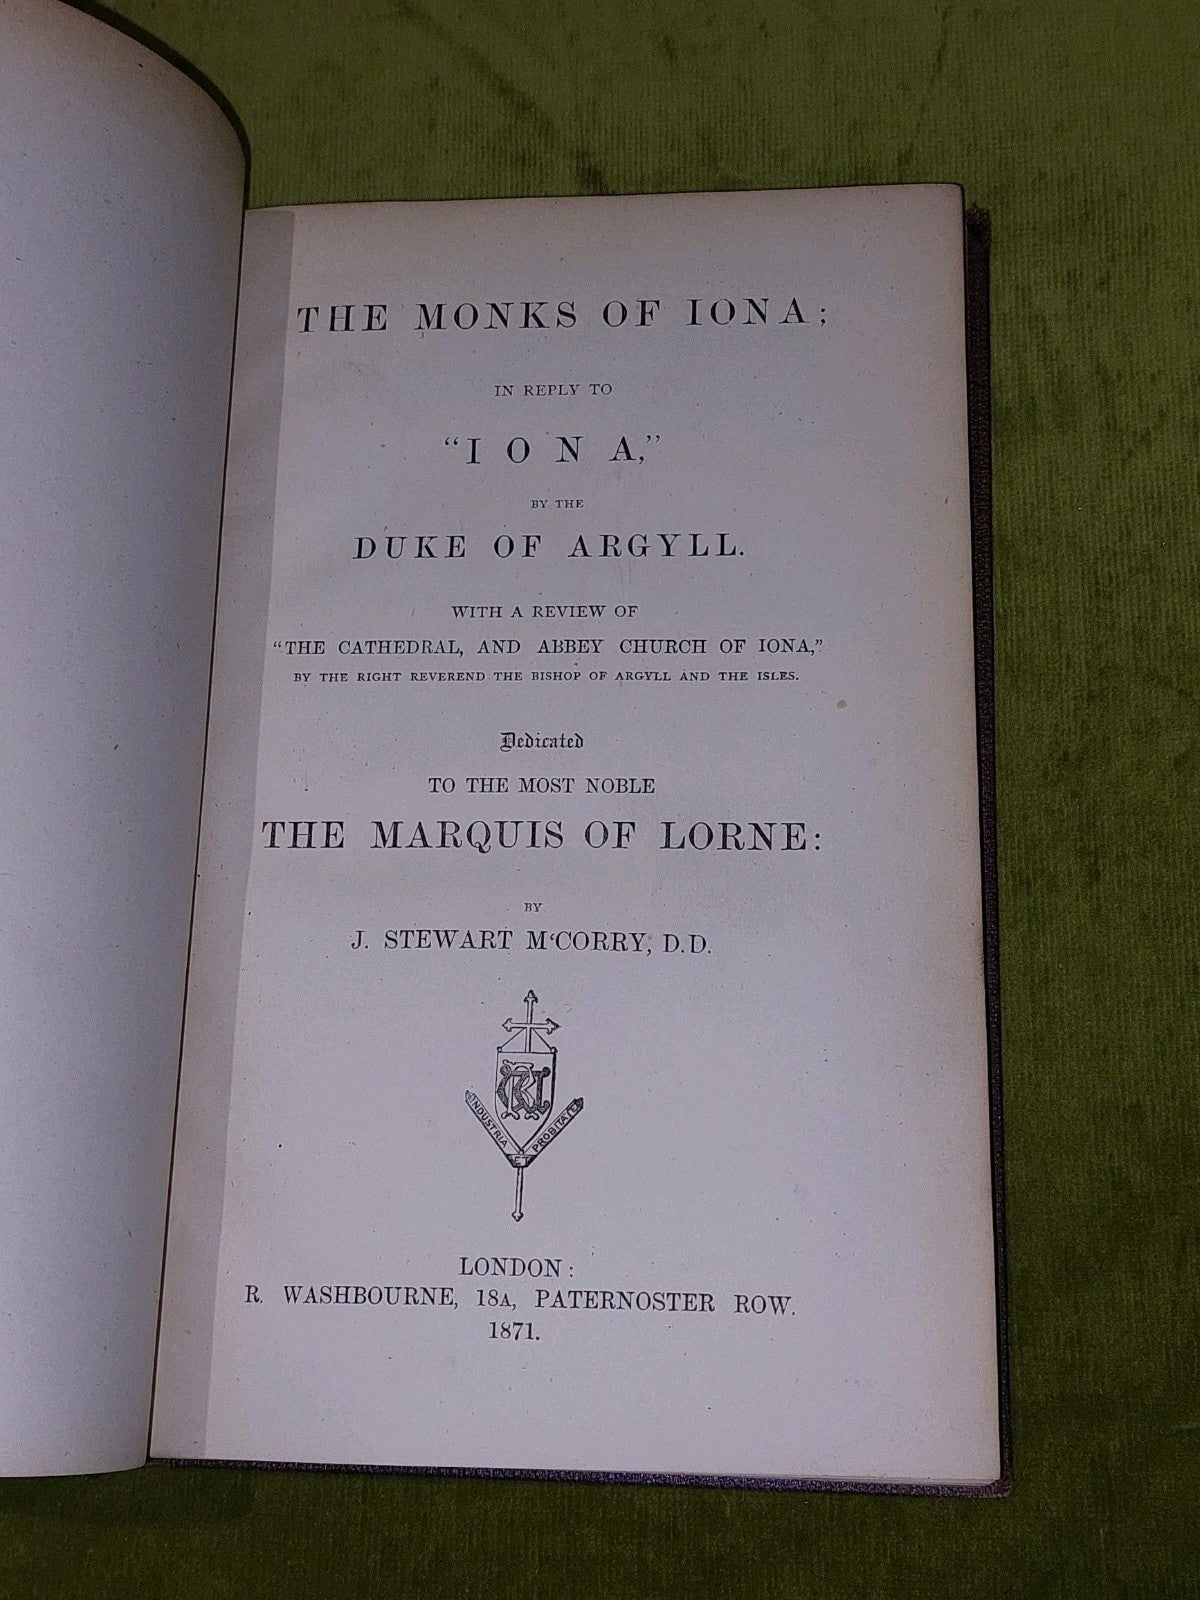 THE MONKS OF IONA;
IN REPLY TO
"IONA,"
BY THE
DUKE OF ARGYLL.
WITH A REVIEW OF
"THE CATHEDRAL, AND ABBEY CHURCH OF IONA,"
BY THE RIGHT REVEREND THE BISHOP OF ARGYLL AND THE ISLES.
Dedicated
TO THE MOST NOBLE
THE MARQUIS OF LORNE:
BY
J. STEWART M‘CORRY, D.D.
INDUSTRIA ET PROBITATE
LONDON:
R. WASHBOURNE, 18A, PATERNOSTER ROW.
1871.